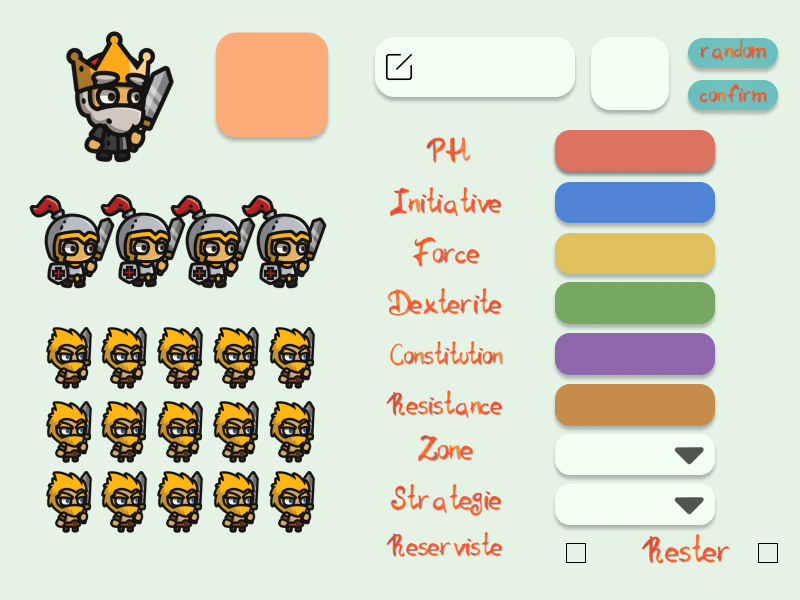 random
confirm
PH
Initiative
Force
Dexterite
Constitution
Resistance
Zone
Strategie
Reserviste
Rester